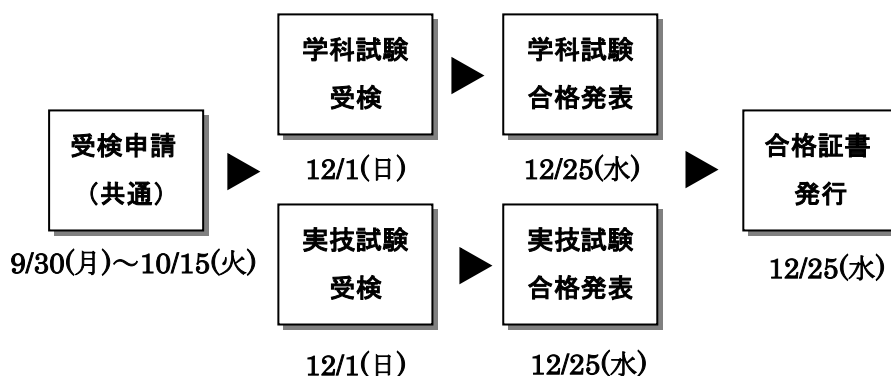 受検申請
（共通）
9/30(月)～10/15(火)
学科試験
受検
12/1(日)
学科試験
合格発表
12/25(水)
実技試験
受検
12/1(日)
実技試験
合格発表
12/25(水)
合格証書
発行
12/25(水)